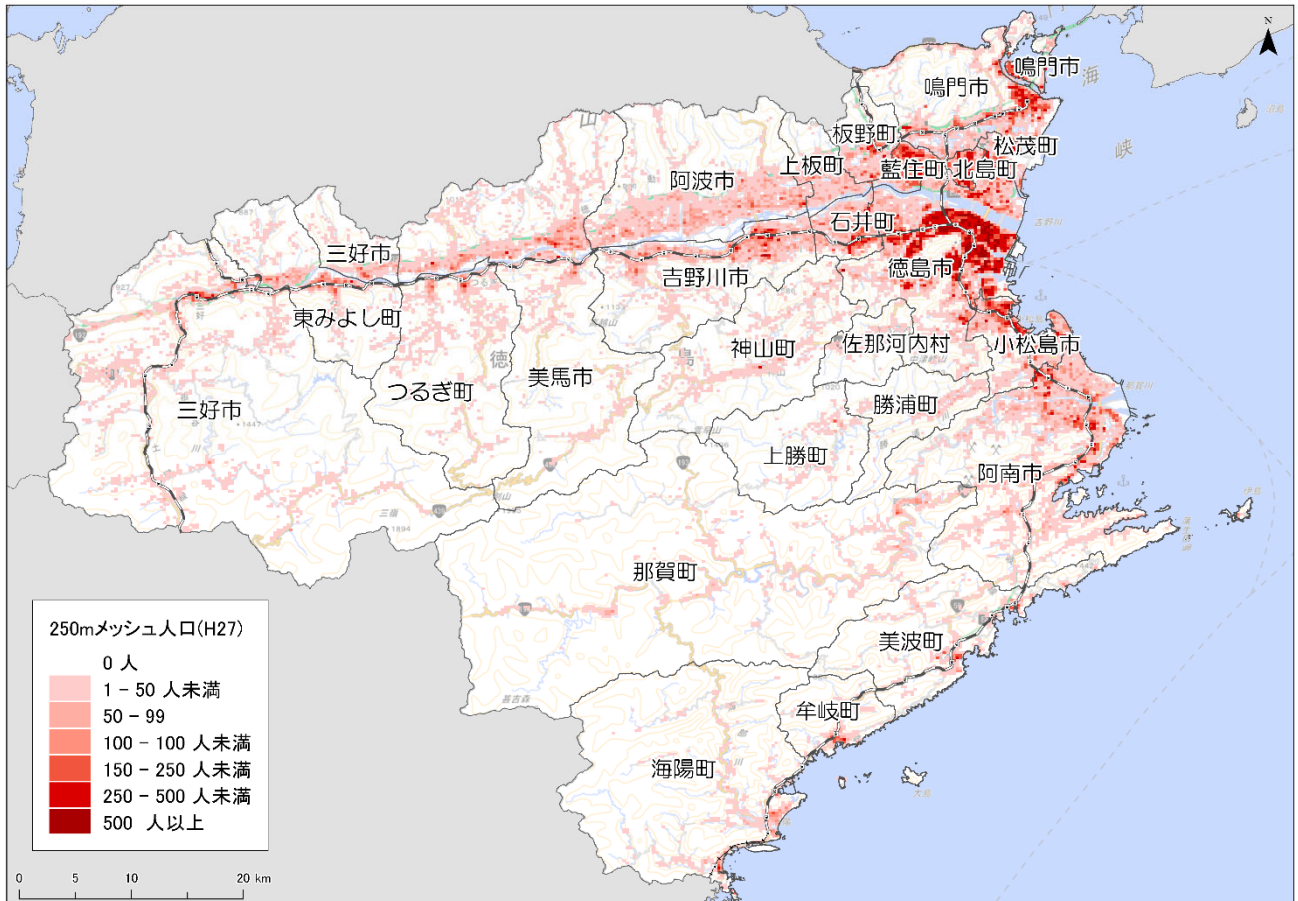 N
鳴門市
海
鳴門市
板野町
松茂町
峡
山
上板町
藍住町
北島町
阿波市
石井町
吉野川
三好市
徳島市
吉野川市
東みよし町
小松島市
神山町
佐那河内村
島
徳
つるぎ町
美馬市
勝浦町
三好市
上勝町
阿南市
那賀町
美波町
牟岐町
海陽町
250mメッシュ人口(H27)
0 人
1 - 50 人未満
50 - 99
100 - 100 人未満
150 - 250 人未満
250 - 500 人未満
500 人以上
0 5 10 20 km